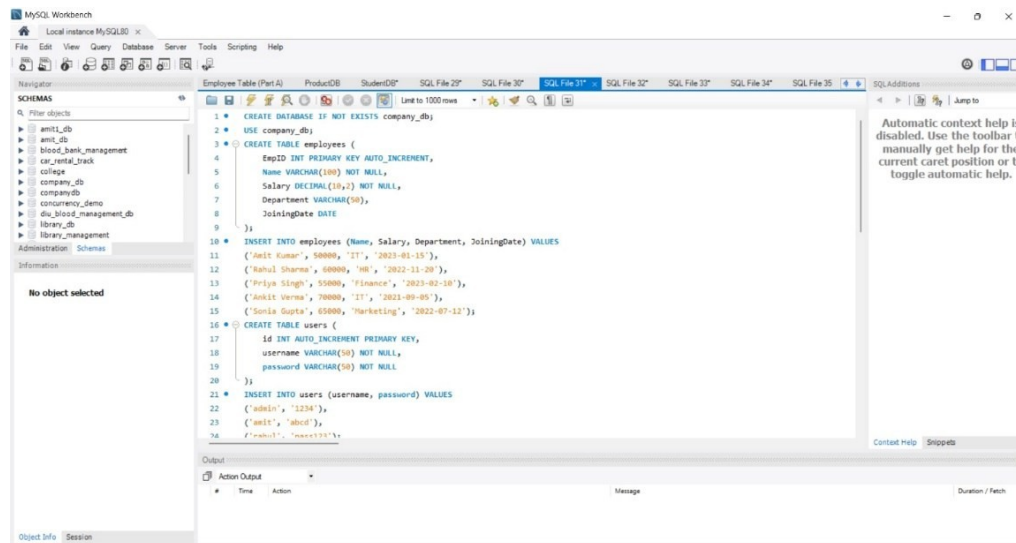 MySQL Workbench
Local instance MySQL80 ×
File Edit View Query Database Server Tools Scripting Help
Navigator
SCHEMAS
Filter objects
amit1_db
amit_db
blood_bank_management
car_rental_track
college
company_db
companydb
concurrency_demo
diu_blood_management_db
library_db
library_management
Administration Schemas
Information
No object selected
Object Info Session
Employee Table (Part A) ProductDB StudentDB* SQL File 29* SQL File 30* SQL File 31* × SQL File 32* SQL File 33* SQL File 34* SQL File 35
Limit to 1000 rows
1 CREATE DATABASE IF NOT EXISTS company_db;
2 USE company_db;
3 CREATE TABLE employees (
4 EmpID INT PRIMARY KEY AUTO_INCREMENT,
5 Name VARCHAR(100) NOT NULL,
6 Salary DECIMAL(10,2) NOT NULL,
7 Department VARCHAR(50),
8 JoiningDate DATE
9 );
10 INSERT INTO employees (Name, Salary, Department, JoiningDate) VALUES
11 ('Amit Kumar', 50000, 'IT', '2023-01-15'),
12 ('Rahul Sharma', 60000, 'HR', '2022-11-20'),
13 ('Priya Singh', 55000, 'Finance', '2023-02-10'),
14 ('Ankit Verma', 70000, 'IT', '2021-09-05'),
15 ('Sonia Gupta', 65000, 'Marketing', '2022-07-12');
16 CREATE TABLE users (
17 id INT AUTO_INCREMENT PRIMARY KEY,
18 username VARCHAR(50) NOT NULL,
19 password VARCHAR(50) NOT NULL
20 );
21 INSERT INTO users (username, password) VALUES
22 ('admin', '1234'),
23 ('amit', 'abcd'),
24 ('rahul', 'pass123');
Output
Action Output
# Time Action Message Duration / Fetch
SQLAdditions
Jump to
Automatic context help is
disabled. Use the toolbar
manually get help for the
current caret position or
toggle automatic help.
Context Help Snippets